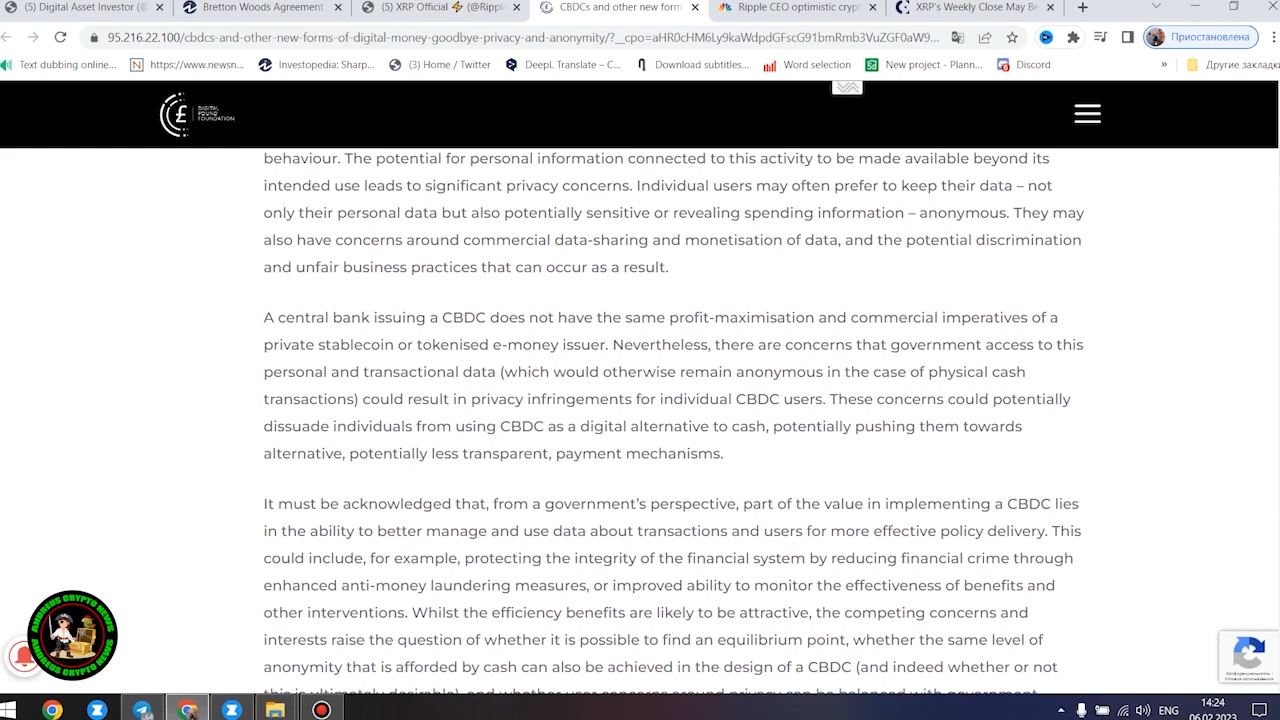 (5) Digital Asset Investor (@
Bretton Woods Agreement
(5) XRP Official ⚡ (@Rippl
CBDCs and other new form
Ripple CEO optimistic crypt
XRP's Weekly Close May Be
95.216.22.100/cbdcs-and-other-new-forms-of-digital-money-goodbye-privacy-and-anonymity/?__cpo=aHR0cHM6Ly9kaWdpdGFscG91bmRmb3VuZGF0aW9...
Приостановлена
Text dubbing online...
https://www.newsn...
Investopedia: Sharp...
(3) Home / Twitter
DeepL Translate – C...
Download subtitles...
Word selection
New project - Plann...
Discord
»
Другие закладки
DIGITAL
POUND
FOUNDATION
behaviour. The potential for personal information connected to this activity to be made available beyond its
intended use leads to significant privacy concerns. Individual users may often prefer to keep their data – not
only their personal data but also potentially sensitive or revealing spending information – anonymous. They may
also have concerns around commercial data-sharing and monetisation of data, and the potential discrimination
and unfair business practices that can occur as a result.
A central bank issuing a CBDC does not have the same profit-maximisation and commercial imperatives of a
private stablecoin or tokenised e-money issuer. Nevertheless, there are concerns that government access to this
personal and transactional data (which would otherwise remain anonymous in the case of physical cash
transactions) could result in privacy infringements for individual CBDC users. These concerns could potentially
dissuade individuals from using CBDC as a digital alternative to cash, potentially pushing them towards
alternative, potentially less transparent, payment mechanisms.
It must be acknowledged that, from a government's perspective, part of the value in implementing a CBDC lies
in the ability to better manage and use data about transactions and users for more effective policy delivery. This
could include, for example, protecting the integrity of the financial system by reducing financial crime through
enhanced anti-money laundering measures, or improved ability to monitor the effectiveness of benefits and
other interventions. Whilst the efficiency benefits are likely to be attractive, the competing concerns and
interests raise the question of whether it is possible to find an equilibrium point, whether the same level of
anonymity that is afforded by cash can also be achieved in the design of a CBDC (and indeed whether or not
ANDREUS CRYPTO NEWS
ANDREUS CRYPTO NEWS
Конфиденциальность -
Условия использования
ENG
14:24
06.02.2023